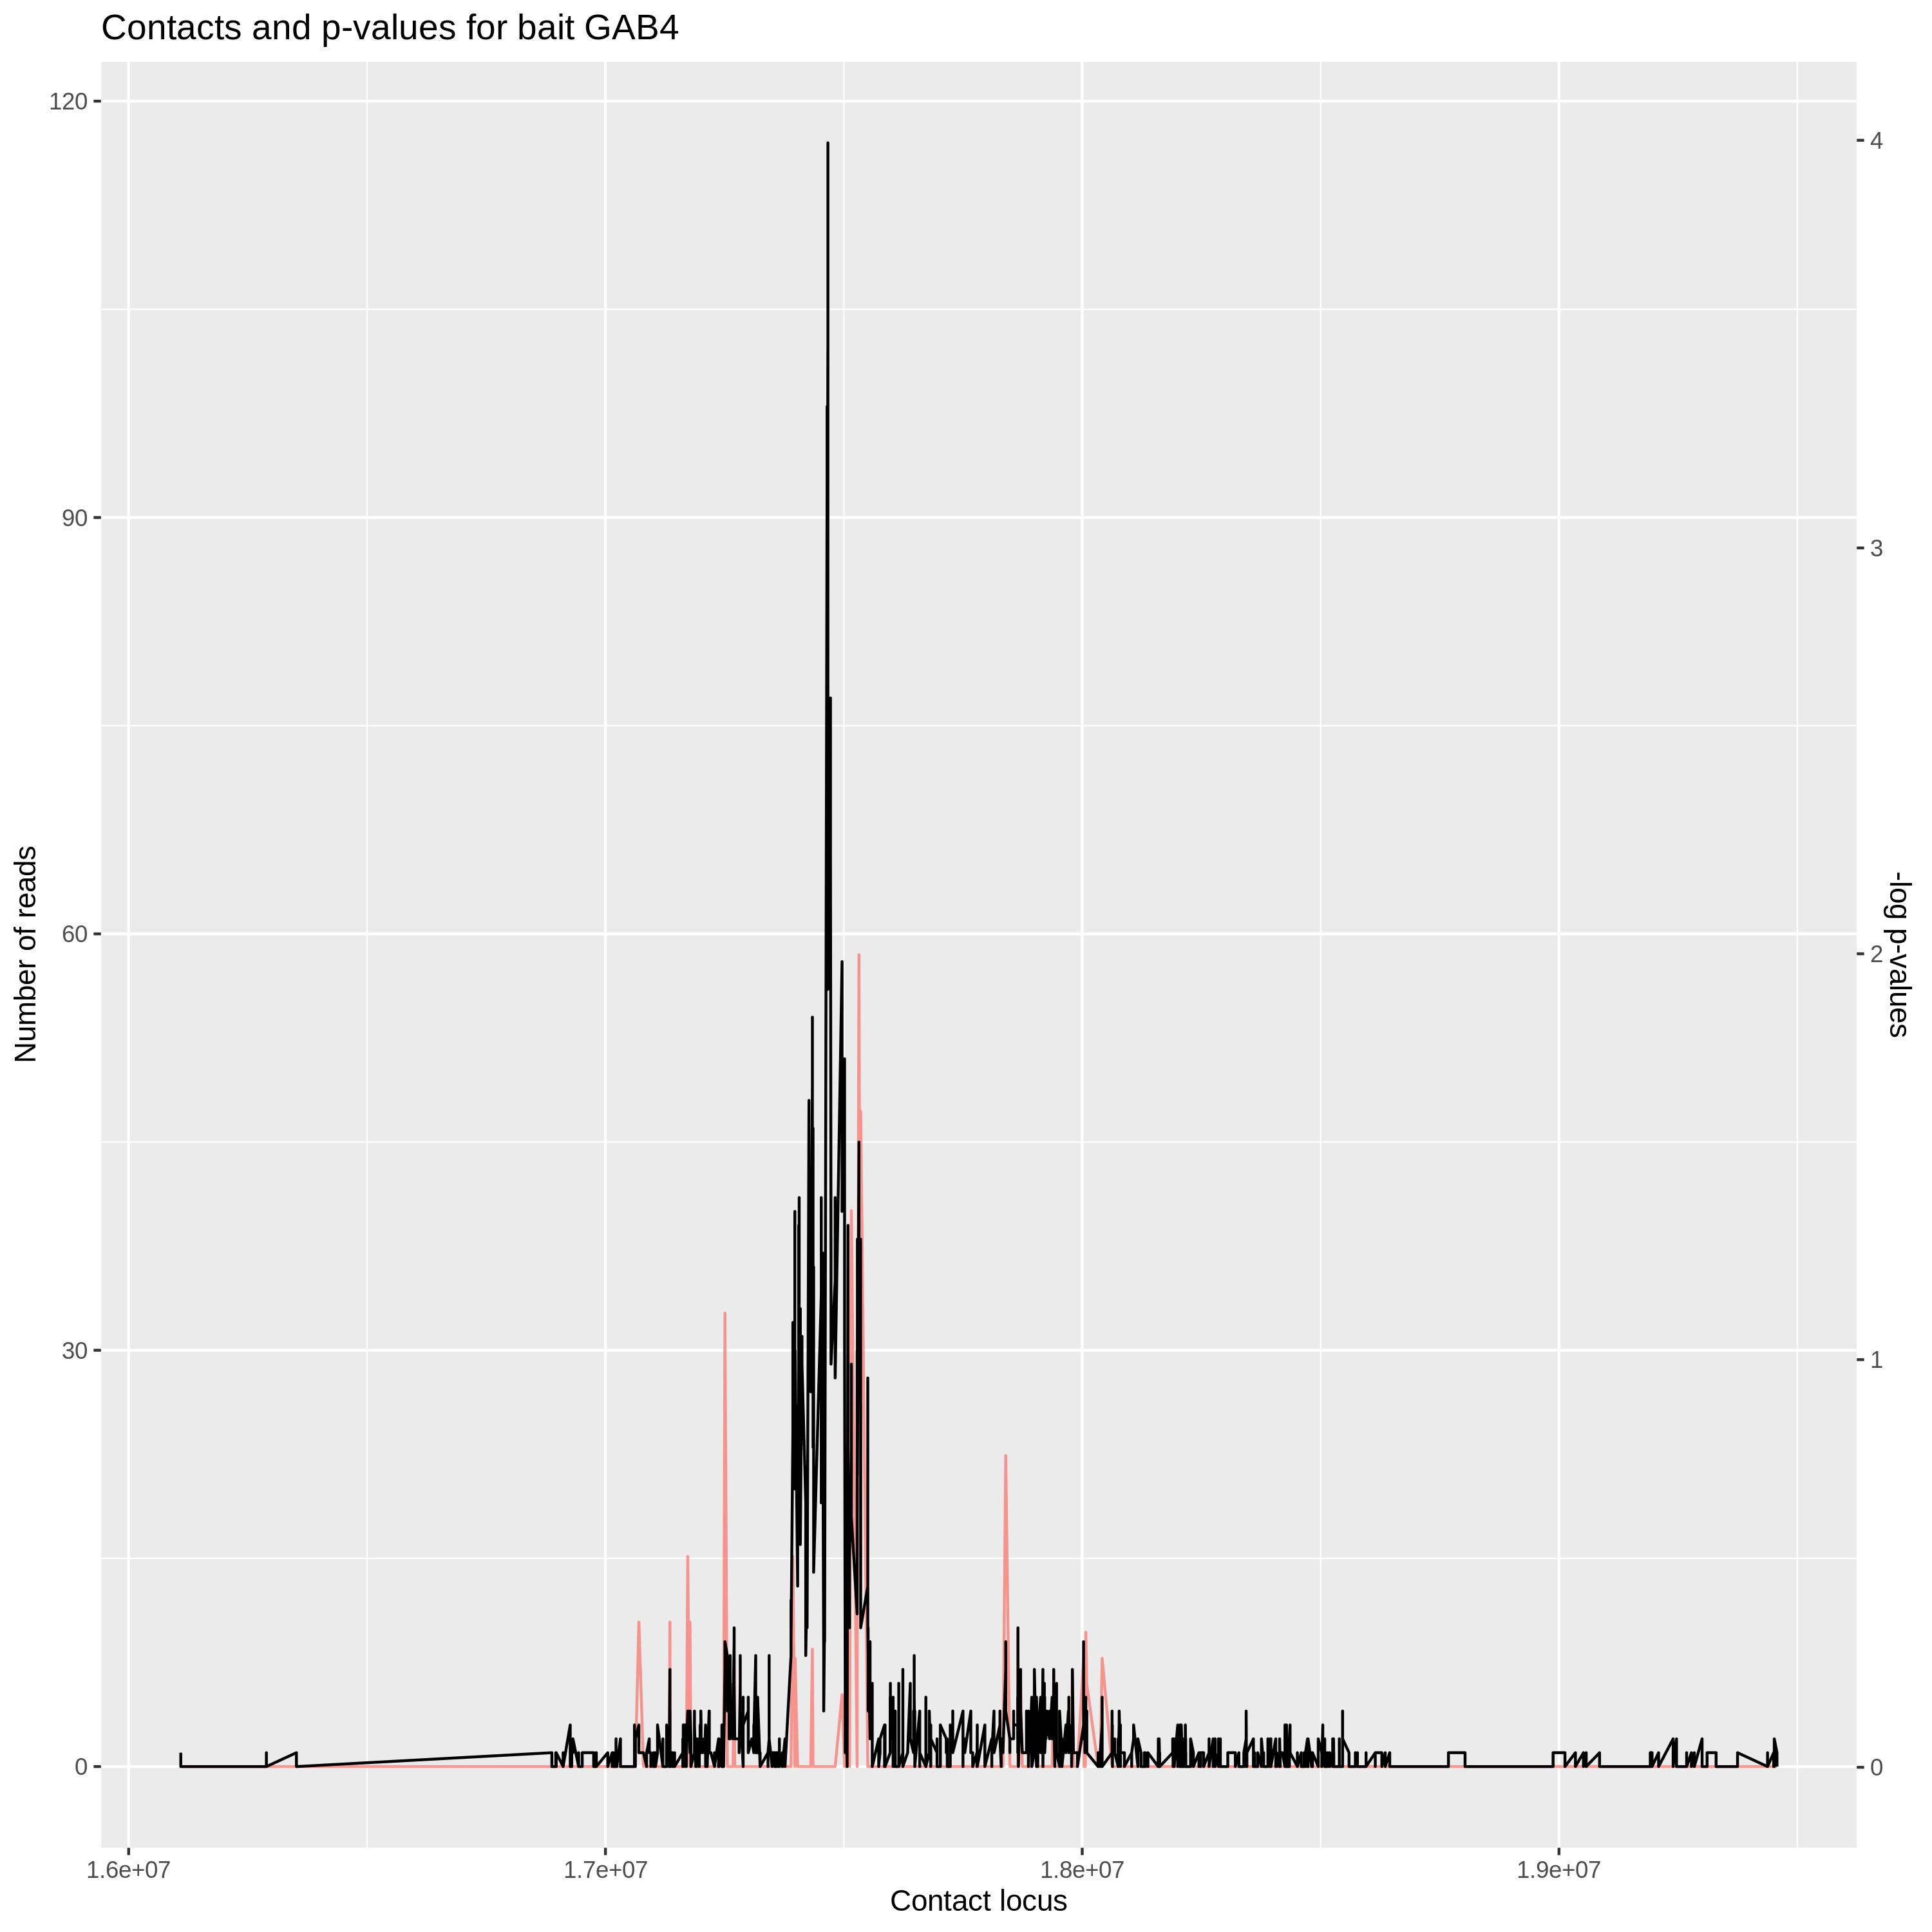 Contacts and p-values for bait GAB4
120
90
60
30
0
Number of reads
4
3
2
1
0
-log p-values
1.6e+07
1.7e+07
1.8e+07
1.9e+07
Contact locus